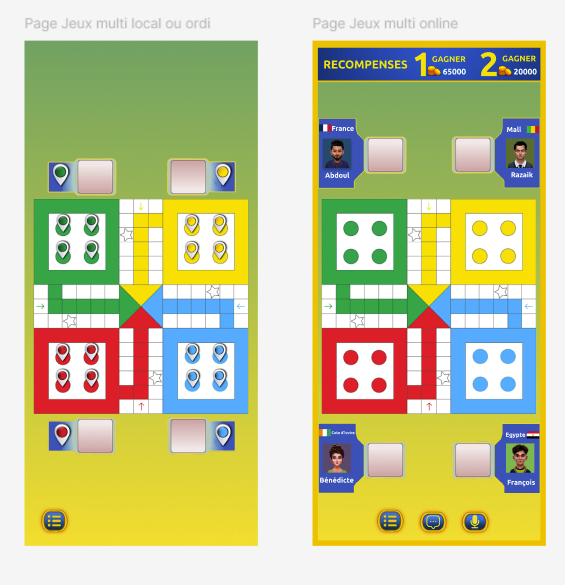 Page Jeux multi local ou ordi
Page Jeux multi online
RECOMPENSES
1 GAGNER
65000
2 GAGNER
20000
France
Abdoul
Mali
Razaik
Cote d'Ivoire
Bénédicte
Egypte
François